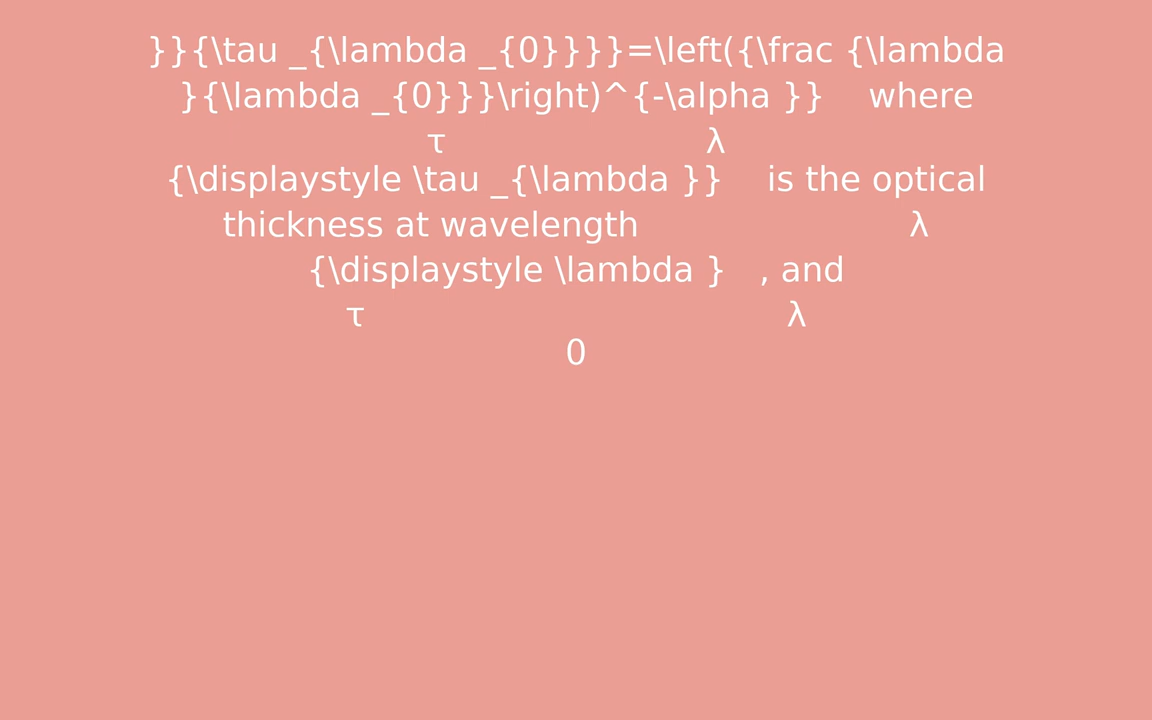 }}{\tau _{\lambda _{0}}}}=\left({\frac {\lambda
}{\lambda _{0}}}\right)^{-\alpha }} where
τ λ
{\displaystyle \tau _{\lambda }} is the optical
thickness at wavelength λ
{\displaystyle \lambda } , and
τ λ
0